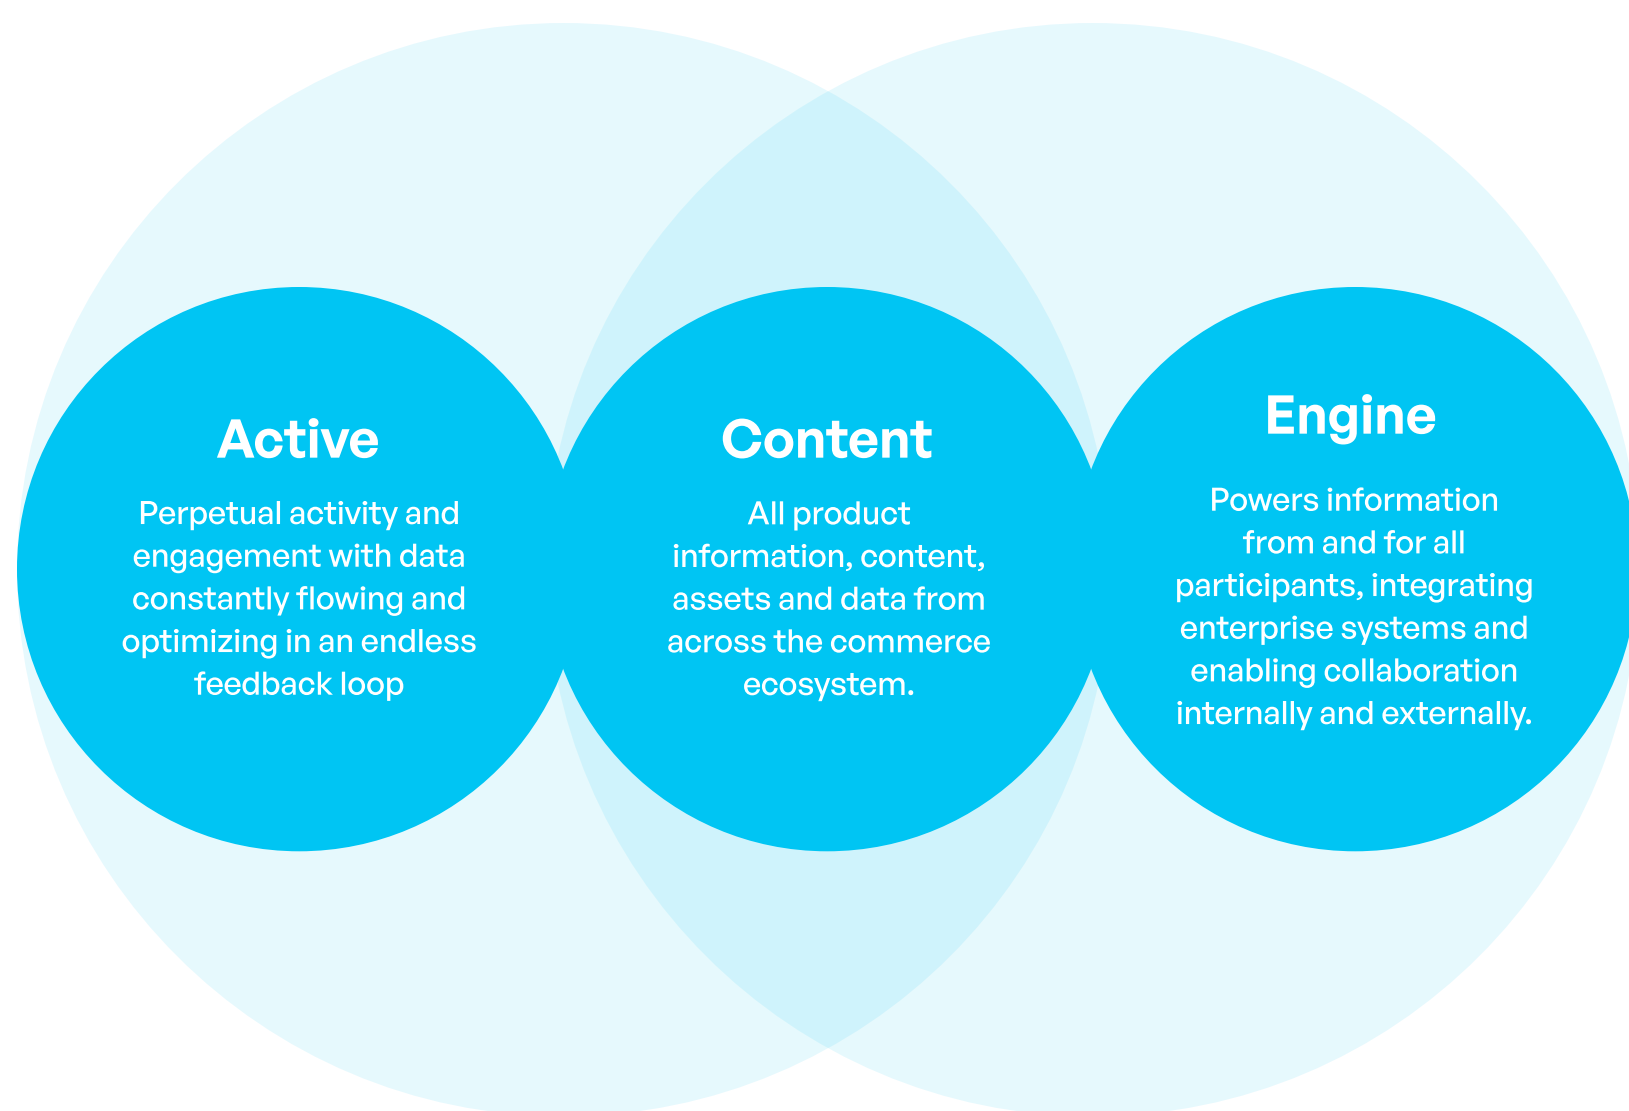 Active
Perpetual activity and
engagement with data
constantly flowing and
optimizing in an endless
feedback loop
Content
All product
information, content,
assets and data from
across the commerce
ecosystem.
Engine
Powers information
from and for all
participants, integrating
enterprise systems and
enabling collaboration
internally and externally.